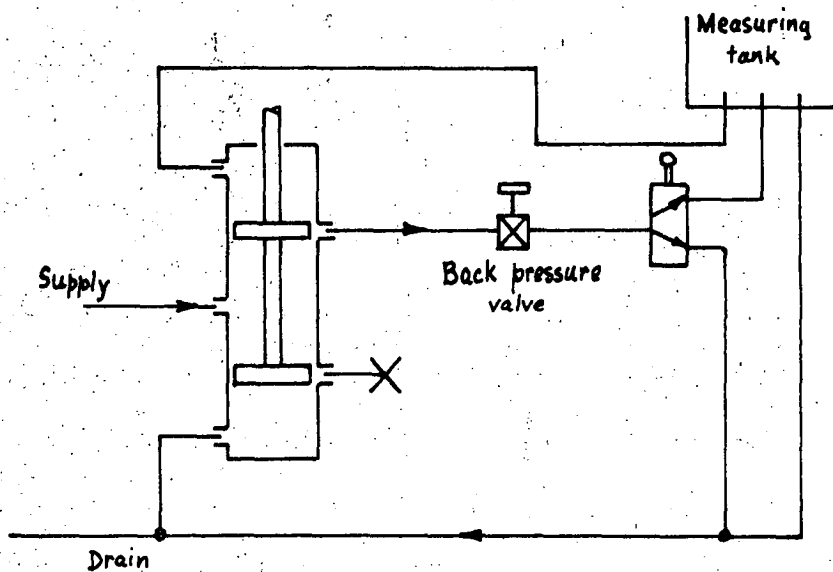 Measuring
tank
Supply
Back pressure
valve
Drain